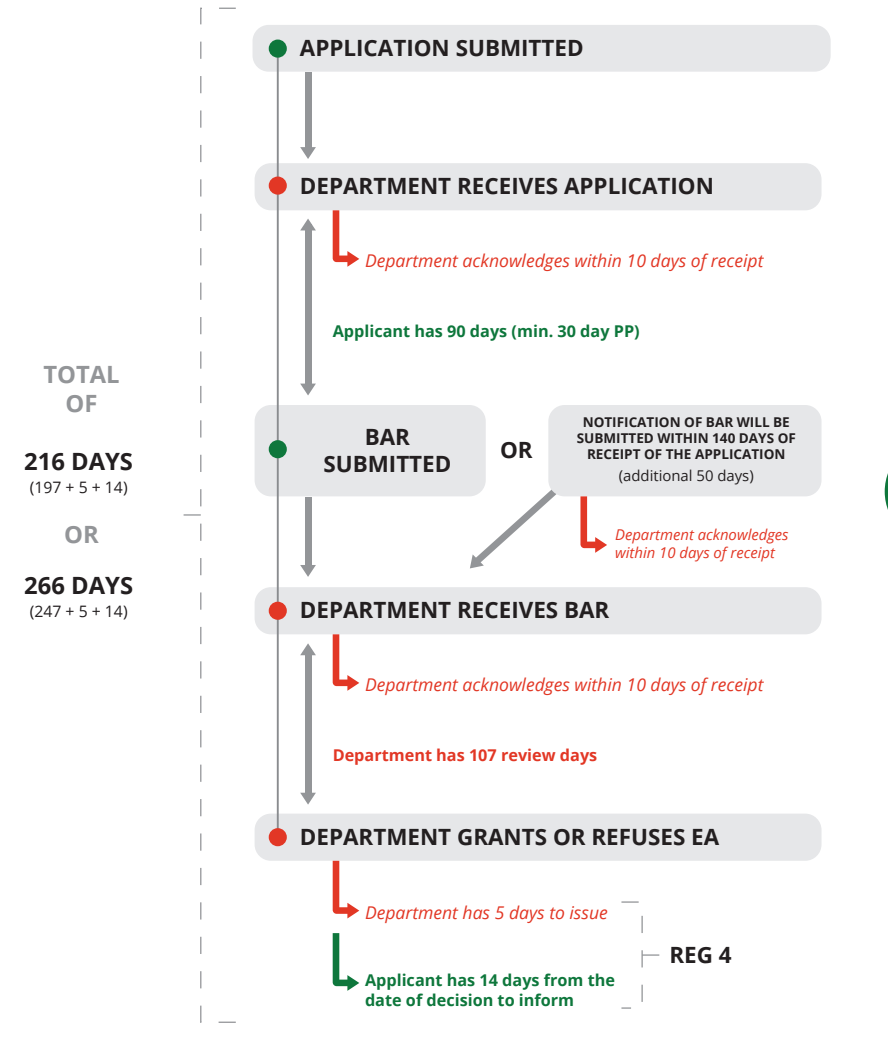 APPLICATION SUBMITTED
DEPARTMENT RECEIVES APPLICATION
Department acknowledges within 10 days of receipt
Applicant has 90 days (min. 30 day PP)
TOTAL
OF
216 DAYS
(197 + 5 + 14)
OR
266 DAYS
(247 + 5 + 14)
BAR
SUBMITTED
OR
NOTIFICATION OF BAR WILL BE
SUBMITTED WITHIN 140 DAYS OF
RECEIPT OF THE APPLICATION
(additional 50 days)
Department acknowledges
within 10 days of receipt
DEPARTMENT RECEIVES BAR
Department acknowledges within 10 days of receipt
Department has 107 review days
DEPARTMENT GRANTS OR REFUSES EA
Department has 5 days to issue
REG 4
Applicant has 14 days from the
date of decision to inform